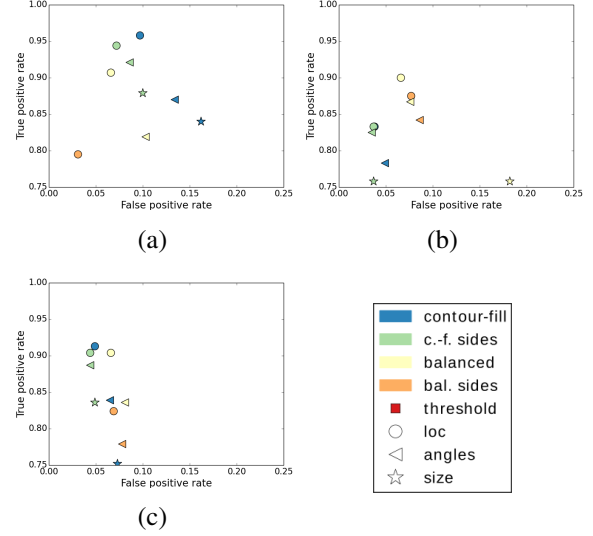 1.00
0.95
0.90
0.85
0.80
0.75
0.00 0.05 0.10 0.15 0.20 0.25
True positive rate
False positive rate
(a)
1.00
0.95
0.90
0.85
0.80
0.75
0.00 0.05 0.10 0.15 0.20 0.25
True positive rate
False positive rate
(b)
1.00
0.95
0.90
0.85
0.80
0.75
0.00 0.05 0.10 0.15 0.20 0.25
True positive rate
False positive rate
(c)
contour-fill
c.-f. sides
balanced
bal. sides
threshold
loc
angles
size